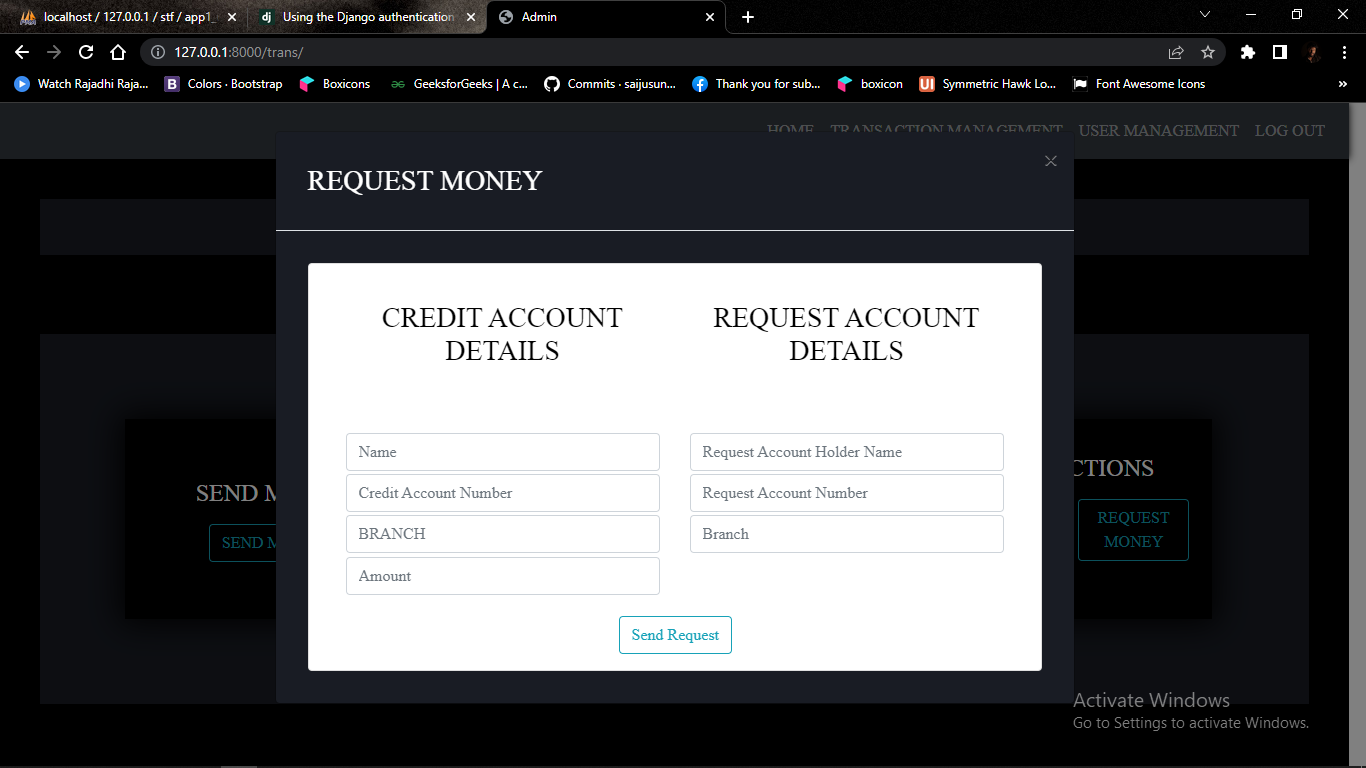 localhost / 127.0.0.1 / stf / app1_
Using the Django authentication
Admin
127.0.0.1:8000/trans/
Watch Rajadhi Raja...
Colors · Bootstrap
Boxicons
GeeksforGeeks | A c...
Commits · saijusun...
Thank you for sub...
boxicon
Symmetric Hawk Lo...
Font Awesome Icons
»
HOME
TRANSACTION MANAGEMENT
USER MANAGEMENT
LOG OUT
REQUEST MONEY
CREDIT ACCOUNT
DETAILS
REQUEST ACCOUNT
DETAILS
Name
Credit Account Number
BRANCH
Amount
Request Account Holder Name
Request Account Number
Branch
Send Request
SEND M
SEND M
CTIONS
REQUEST
MONEY
Activate Windows
Go to Settings to activate Windows.